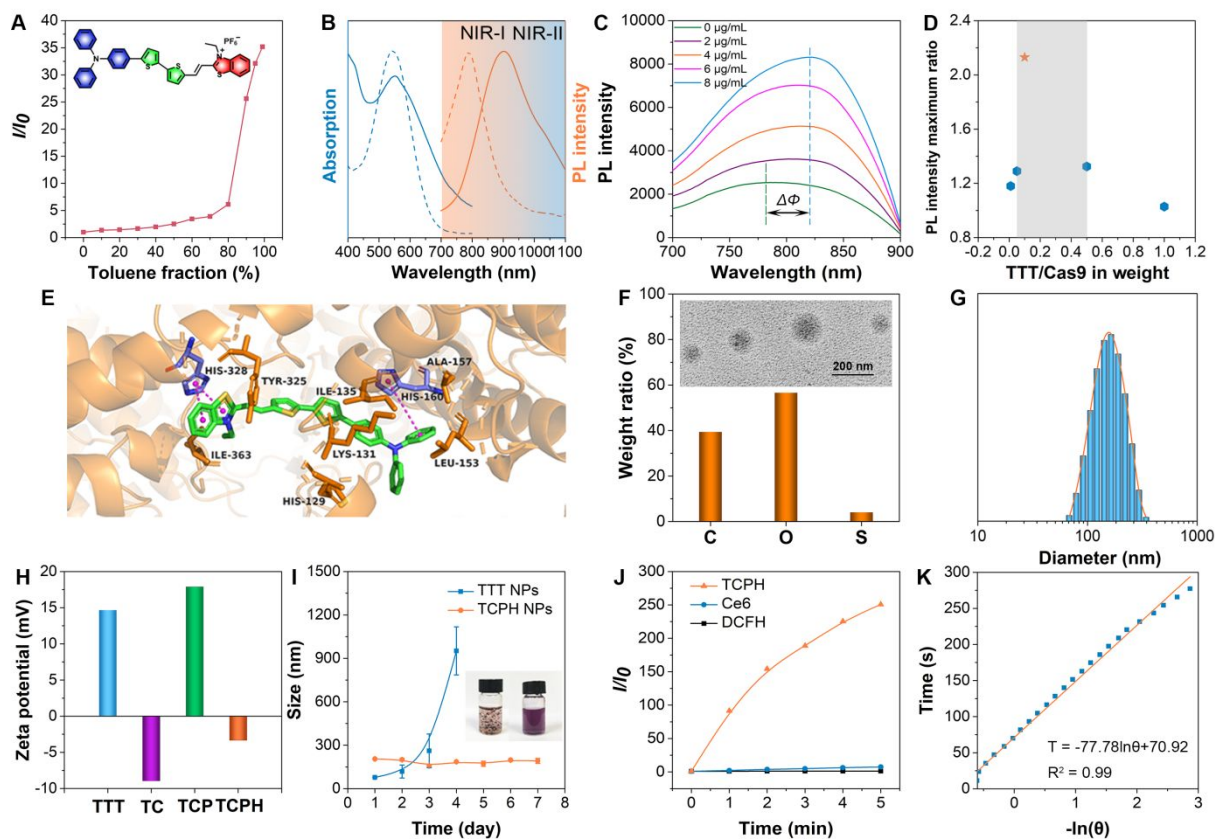 A
I/I0
35
30
25
20
15
10
5
0
0 20 40 60 80 100
Toluene fraction (%)
N
S
S
N+
S
PF6−
B
Absorption
NIR-I NIR-II
PL intensity
400 500 600 700 800 900 1000 1100
Wavelength (nm)
C
PL intensity
10000
8000
6000
4000
2000
0
0 µg/mL
2 µg/mL
4 µg/mL
6 µg/mL
8 µg/mL
ΔΦ
700 750 800 850 900
Wavelength (nm)
D
PL intensity maximum ratio
2.4
2.0
1.6
1.2
0.8
-0.2 0.0 0.2 0.4 0.6 0.8 1.0 1.2
TTT/Cas9 in weight
E
HIS-328
TYR-325
ILE-135
ALA-157
HIS-160
ILE-363
LYS-131
LEU-153
HIS-129
F
Weight ratio (%)
100
80
60
40
20
0
200 nm
C O S
G
10 100 1000
Diameter (nm)
H
Zeta potential (mV)
25
20
15
10
5
0
-5
-10
TTT TC TCP TCPH
I
Size (nm)
1500
1200
900
600
300
0
TTT NPs
TCPH NPs
0 1 2 3 4 5 6 7 8
Time (day)
J
I/I0
300
250
200
150
100
50
0
TCPH
Ce6
DCFH
0 1 2 3 4 5
Time (min)
K
Time (s)
300
250
200
150
100
50
0
T = -77.78lnθ+70.92
R2 = 0.99
0 1 2 3
-ln(θ)